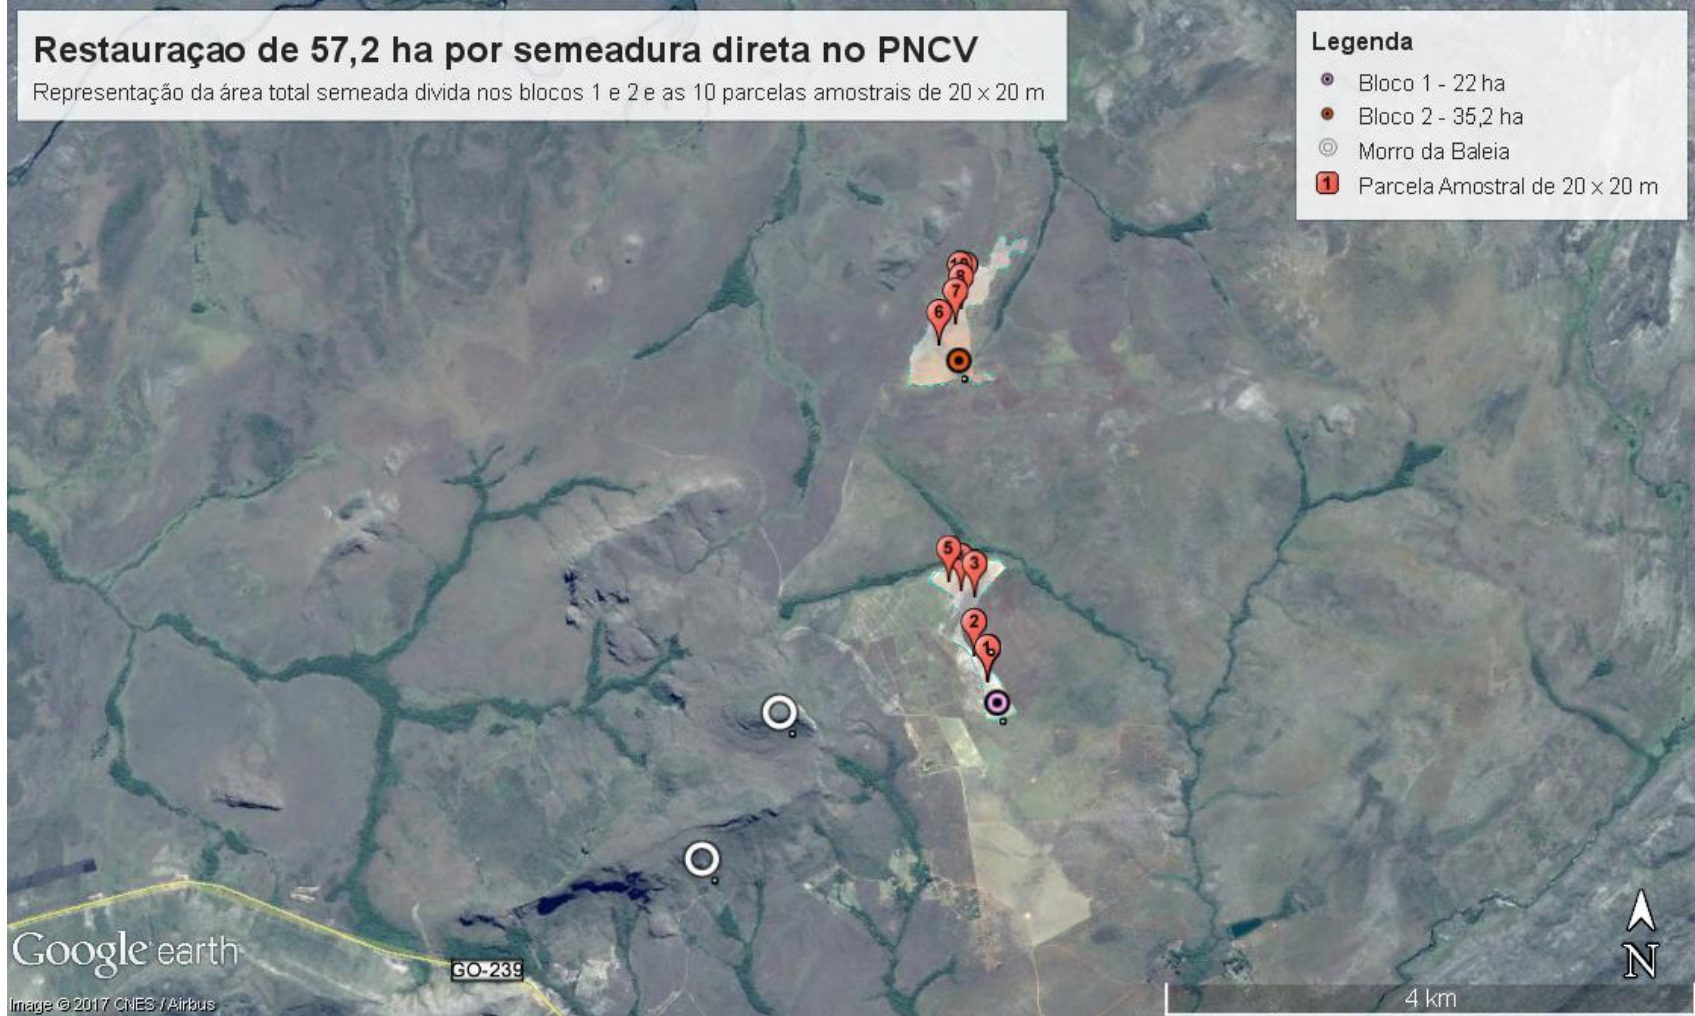 Restauraçao de 57,2 ha por semeadura direta no PNCV
Representação da área total semeada divida nos blocos 1 e 2 e as 10 parcelas amostrais de 20 x 20 m
Legenda
Bloco 1 - 22 ha
Bloco 2 - 35,2 ha
Morro da Baleia
1 Parcela Amostral de 20 x 20 m
10
8
7
6
5
3
2
1
GO-239
Google earth
Image © 2017 CNES / Airbus
N
4 km